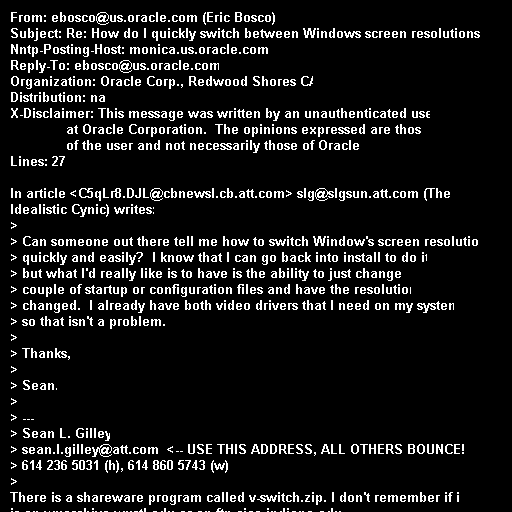 From: ebosco@us.oracle.com (Eric Bosco)
Subject: Re: How do I quickly switch between Windows screen resolutions
Nntp-Posting-Host: monica.us.oracle.com
Reply-To: ebosco@us.oracle.com
Organization: Oracle Corp., Redwood Shores CA
Distribution: na
X-Disclaimer: This message was written by an unauthenticated use
at Oracle Corporation. The opinions expressed are thos
of the user and not necessarily those of Oracle
Lines: 27

In article <C5qLr8.DJL@cbnewsl.cb.att.com> slg@slgsun.att.com (The
Idealistic Cynic) writes:
>
> Can someone out there tell me how to switch Window's screen resolutio
> quickly and easily? I know that I can go back into install to do it
> but what I'd really like is to have is the ability to just change
> couple of startup or configuration files and have the resolution
> changed. I already have both video drivers that I need on my system
> so that isn't a problem.
>
> Thanks,
>
> Sean.
>
> ---
> Sean L. Gilley
> sean.l.gilley@att.com <-- USE THIS ADDRESS, ALL OTHERS BOUNCE!
> 614 236 5031 (h), 614 860 5743 (w)
>
There is a shareware program called v-switch.zip. I don't remember if i